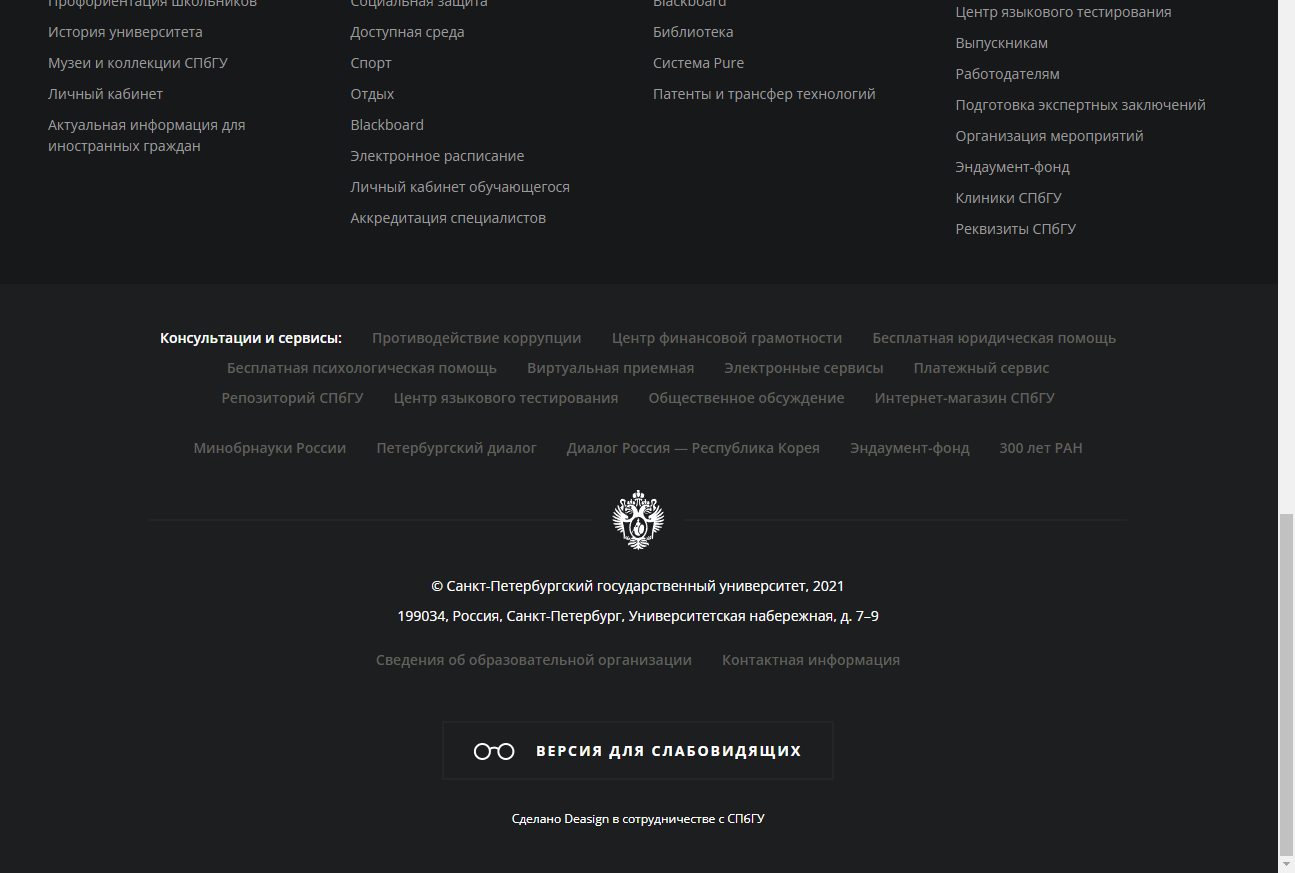 Профориентация школьников
История университета
Музеи и коллекции СПбГУ
Личный кабинет
Актуальная информация для
иностранных граждан
Социальная защита
Доступная среда
Спорт
Отдых
Blackboard
Электронное расписание
Личный кабинет обучающегося
Аккредитация специалистов
Blackboard
Библиотека
Система Pure
Патенты и трансфер технологий
Центр языкового тестирования
Выпускникам
Работодателям
Подготовка экспертных заключений
Организация мероприятий
Эндаумент-фонд
Клиники СПбГУ
Реквизиты СПбГУ
Консультации и сервисы: Противодействие коррупции Центр финансовой грамотности Бесплатная юридическая помощь
Бесплатная психологическая помощь Виртуальная приемная Электронные сервисы Платежный сервис
Репозиторий СПбГУ Центр языкового тестирования Общественное обсуждение Интернет-магазин СПбГУ
Минобрнауки России Петербургский диалог Диалог Россия — Республика Корея Эндаумент-фонд 300 лет РАН
© Санкт-Петербургский государственный университет, 2021
199034, Россия, Санкт-Петербург, Университетская набережная, д. 7–9
Сведения об образовательной организации Контактная информация
ВЕРСИЯ ДЛЯ СЛАБОВИДЯЩИХ
Сделано Deasign в сотрудничестве с СПбГУ